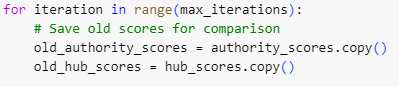 for iteration in range(max_iterations):
    # Save old scores for comparison
    old_authority_scores = authority_scores.copy()
    old_hub_scores = hub_scores.copy()